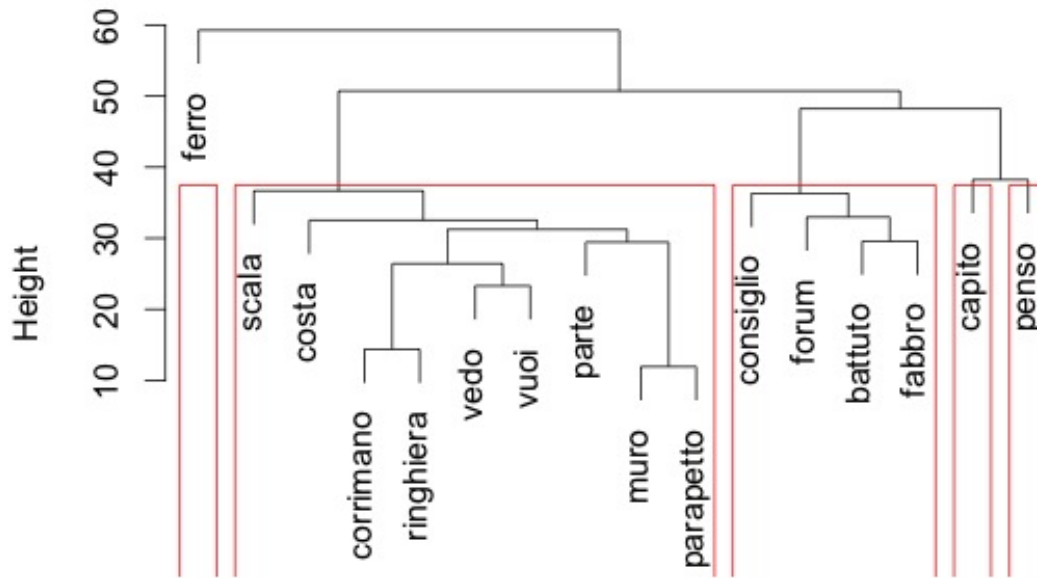 60
50
40
30
20
10
Height
ferro
scala
costa
corrimano
ringhiera
vedo
vuoi
parte
muro
parapetto
consiglio
forum
battuto
fabbro
capito
penso